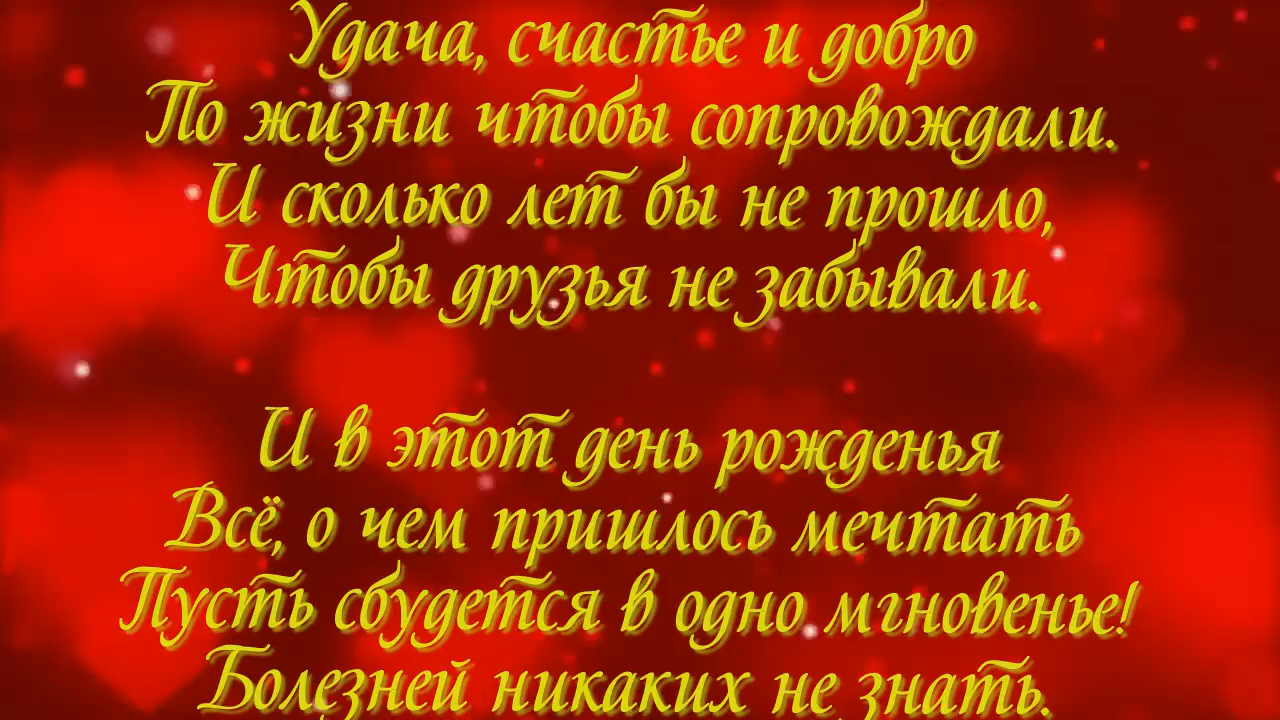 Удача, счастье и добро
По жизни чтобы сопровождали.
И сколько лет бы не прошло,
Чтобы друзья не забывали.
И в этот день рожденья
Всё, о чем пришлось мечтать
Пусть сбудется в одно мгновенье!
Болезней никаких не знать.